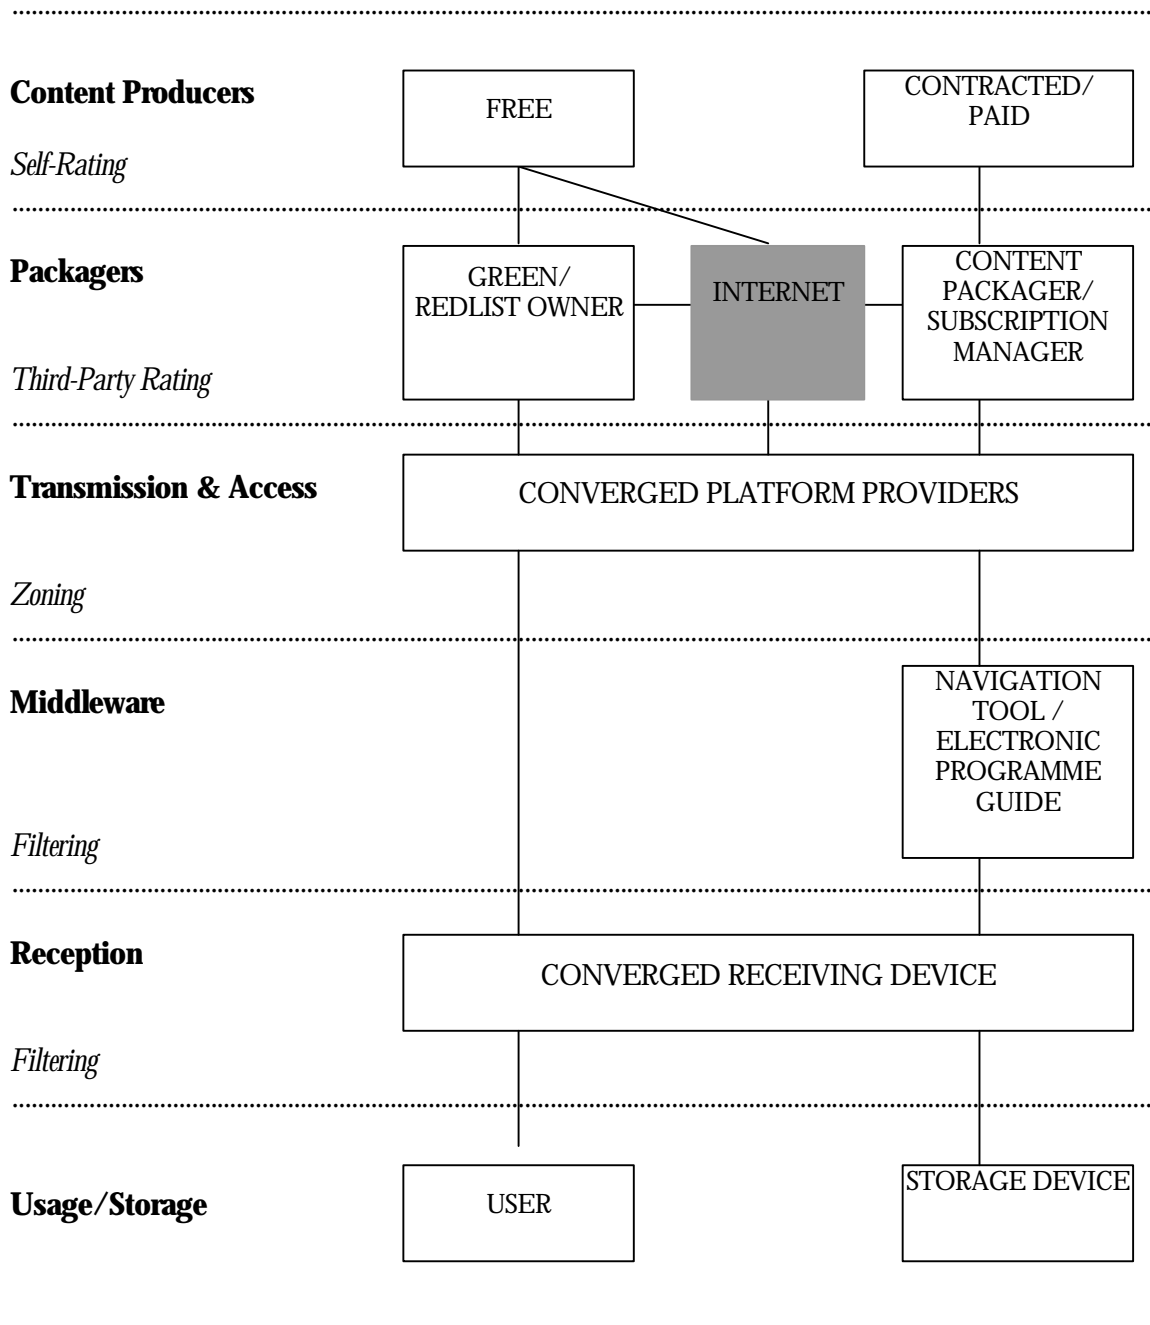 Content Producers
FREE
CONTRACTED/
PAID
Self-Rating
Packagers
GREEN/
REDLIST OWNER
INTERNET
CONTENT
PACKAGER/
SUBSCRIPTION
MANAGER
Third-Party Rating
Transmission & Access
CONVERGED PLATFORM PROVIDERS
Zoning
Middleware
NAVIGATION
TOOL /
ELECTRONIC
PROGRAMME
GUIDE
Filtering
Reception
CONVERGED RECEIVING DEVICE
Filtering
Usage/Storage
USER
STORAGE DEVICE